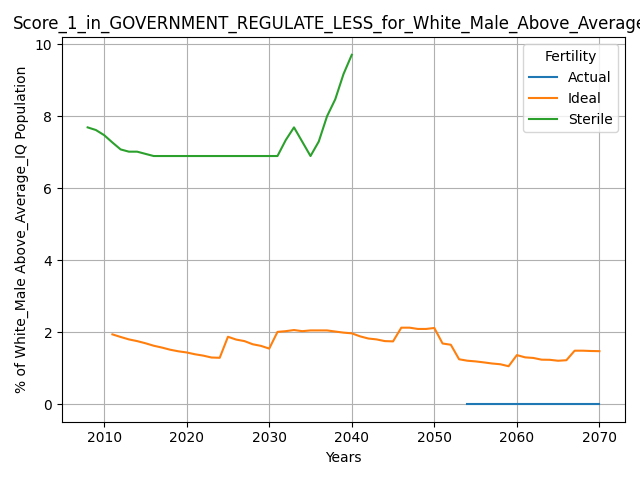 Score_1_in_GOVERNMENT_REGULATE_LESS_for_White_Male_Above_Average
% of White_Male Above_Average_IQ Population
10
8
6
4
2
0
Fertility
Actual
Ideal
Sterile
2010 2020 2030 2040 2050 2060 2070
Years